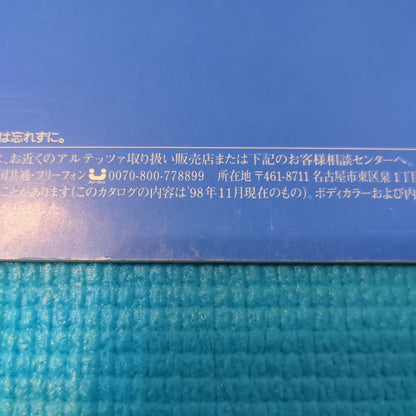 は忘れずに。
お近くのアルテッツァ取り扱い販売店または下記のお客様相談センターへ。
国共通・フリーフォン 0070-800-778899 所在地 〒461-8711 名古屋市東区泉1丁目
ことがあります(このカタログの内容は'98年11月現在のもの)。ボディカラーおよび内